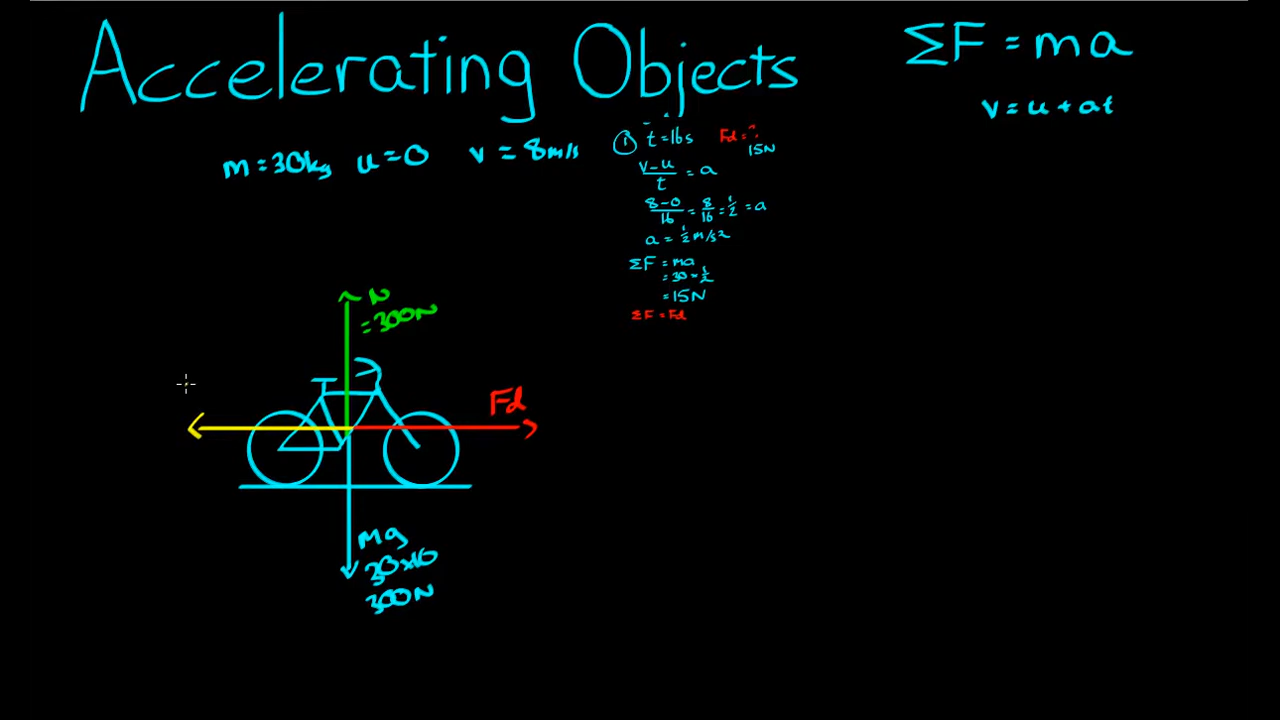 Accelerating Objects
ΣF = ma
v = u + at
m = 30kg u = 0 v = 8m/s
① t = 16s Fd = ?
15N
v-u/t = a
8-0/16 = 8/16 = 1/2 = a
a = 1/2 m/s²
ΣF = ma
= 30 × 1/2
= 15N
ΣF = Fd
N
= 300N
Fd
Mg
30×10
300N